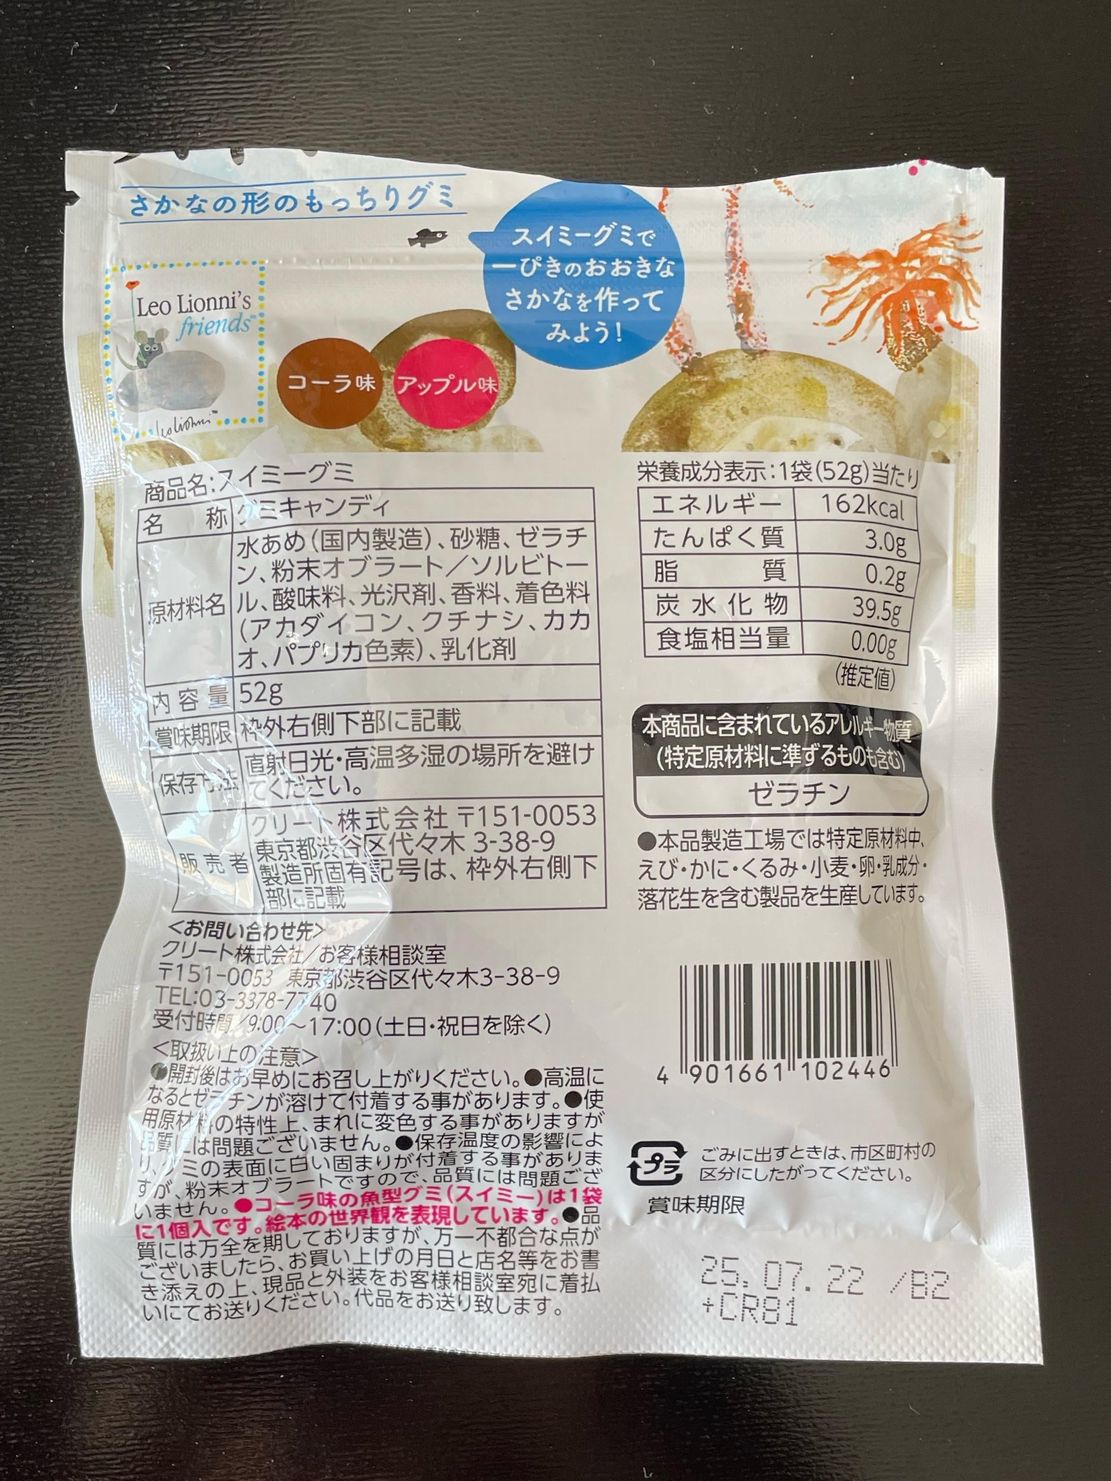 さかなの形のもっちりグミ
スイミーグミで
一ぴきのおおきな
さかなを作って
みよう!
Leo Lionni's
friends™
コーラ味
アップル味
商品名:スイミーグミ
名 称 グミキャンディ
原材料名
水あめ(国内製造)、砂糖、ゼラチ
ン、粉末オブラート/ソルビトー
ル、酸味料、光沢剤、香料、着色料
(アカダイコン、クチナシ、カカ
オ、パプリカ色素)、乳化剤
内容量 52g
賞味期限 枠外右側下部に記載
保存方法 直射日光・高温多湿の場所を避け
てください。
販売者
クリート株式会社 〒151-0053
東京都渋谷区代々木 3-38-9
製造所固有記号は、枠外右側下
部に記載
<お問い合わせ先>
クリート株式会社/お客様相談室
〒151-0053 東京都渋谷区代々木3-38-9
TEL:03-3378-7740
受付時間/9:00~17:00(土日・祝日を除く)
<取扱い上の注意>
●開封後はお早めにお召し上がりください。●高温に
なるとゼラチンが溶けて付着する事があります。●使
用原材料の特性上、まれに変色する事がありますが
品質には問題ございません。●保存温度の影響によ
り、グミの表面に白い固まりが付着する事がありま
すが、粉末オブラートですので、品質には問題ござ
いません。●コーラ味の魚型グミ(スイミー)は1袋
に1個入です。絵本の世界観を表現しています。●品
質には万全を期しておりますが、万一不都合な点が
ございましたら、お買い上げの月日と店名等をお書
き添えの上、現品と外装をお客様相談室宛に着払
いにてお送りください。代品をお送り致します。
栄養成分表示:1袋(52g)当たり
エネルギー 162kcal
たんぱく質 3.0g
脂 質 0.2g
炭水化物 39.5g
食塩相当量 0.00g
(推定値)
本商品に含まれているアレルギー物質
(特定原材料に準ずるものも含む)
ゼラチン
●本品製造工場では特定原材料中、
えび・かに・くるみ・小麦・卵・乳成分・
落花生を含む製品を生産しています。
4 901661 102446
プラ
ごみに出すときは、市区町村の
区分にしたがってください。
賞味期限
25.07.22 /B2
+CR81